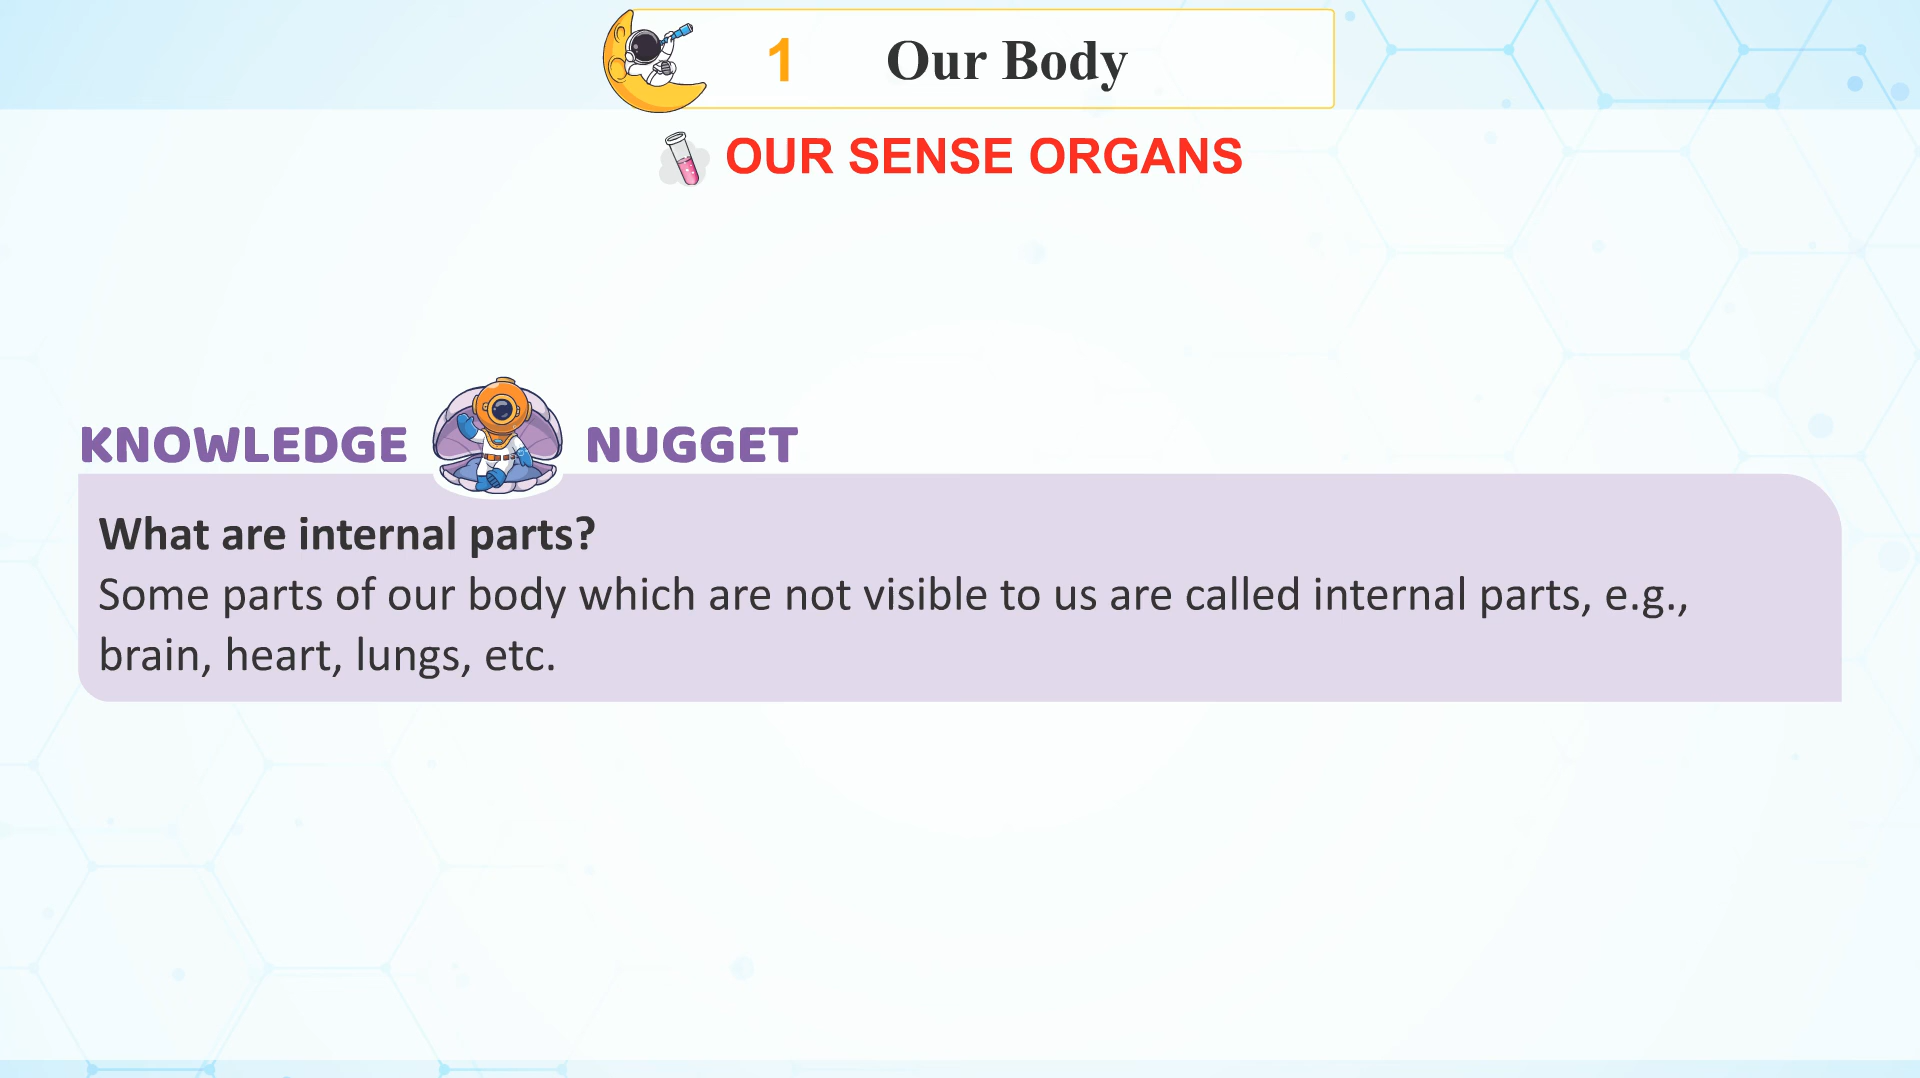 1 Our Body
OUR SENSE ORGANS
KNOWLEDGE NUGGET
What are internal parts?
Some parts of our body which are not visible to us are called internal parts, e.g.,
brain, heart, lungs, etc.